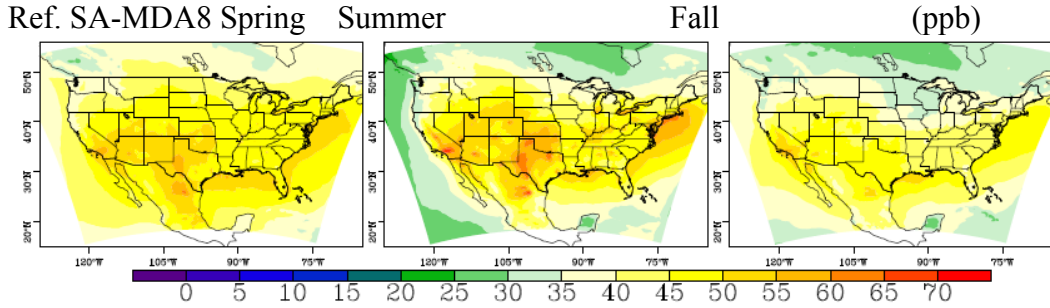 Ref. SA-MDA8 Spring Summer Fall (ppb)
50°N 40°N 30°N 20°N
120°W 105°W 90°W 75°W 120°W 105°W 90°W 75°W 120°W 105°W 90°W 75°W
0 5 10 15 20 25 30 35 40 45 50 55 60 65 70